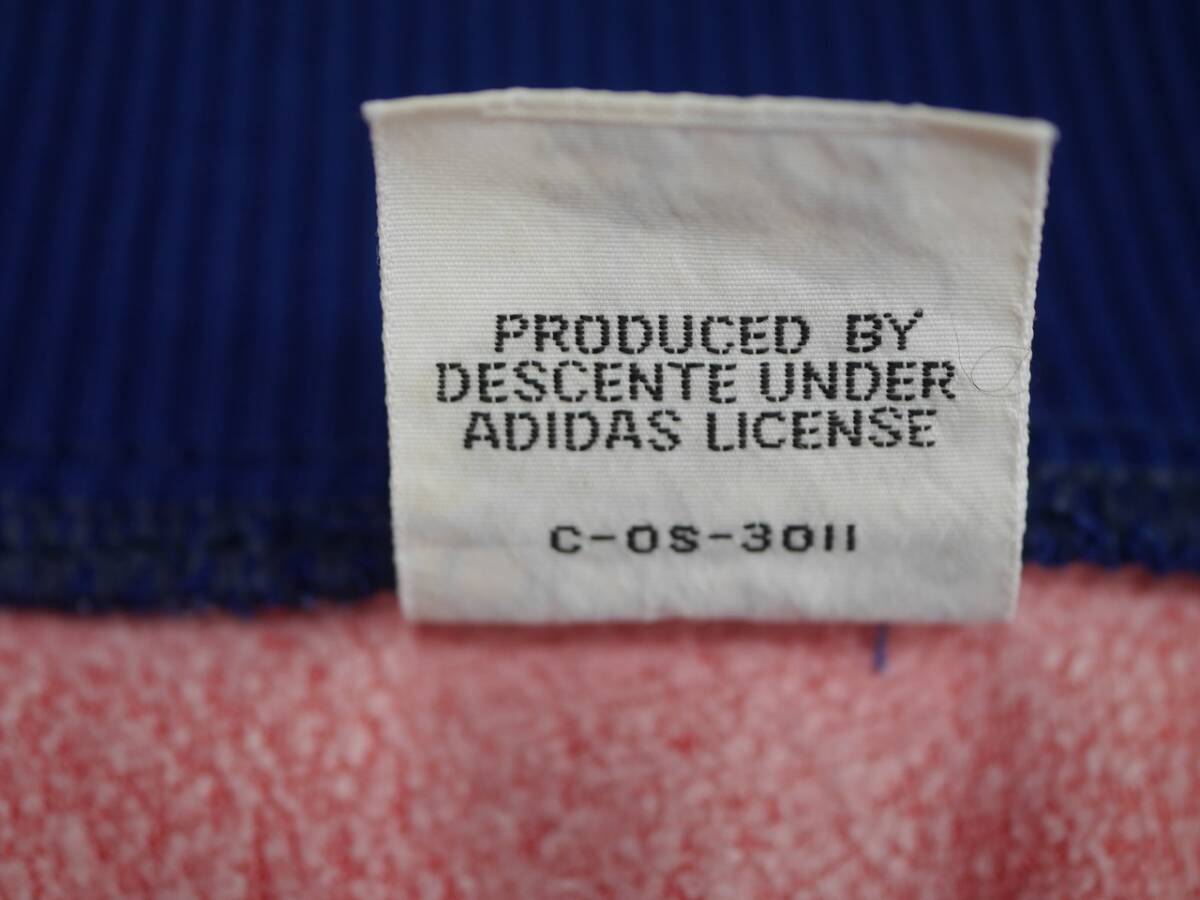 PRODUCED BY
DESCENTE UNDER
ADIDAS LICENSE
C-OS-3011